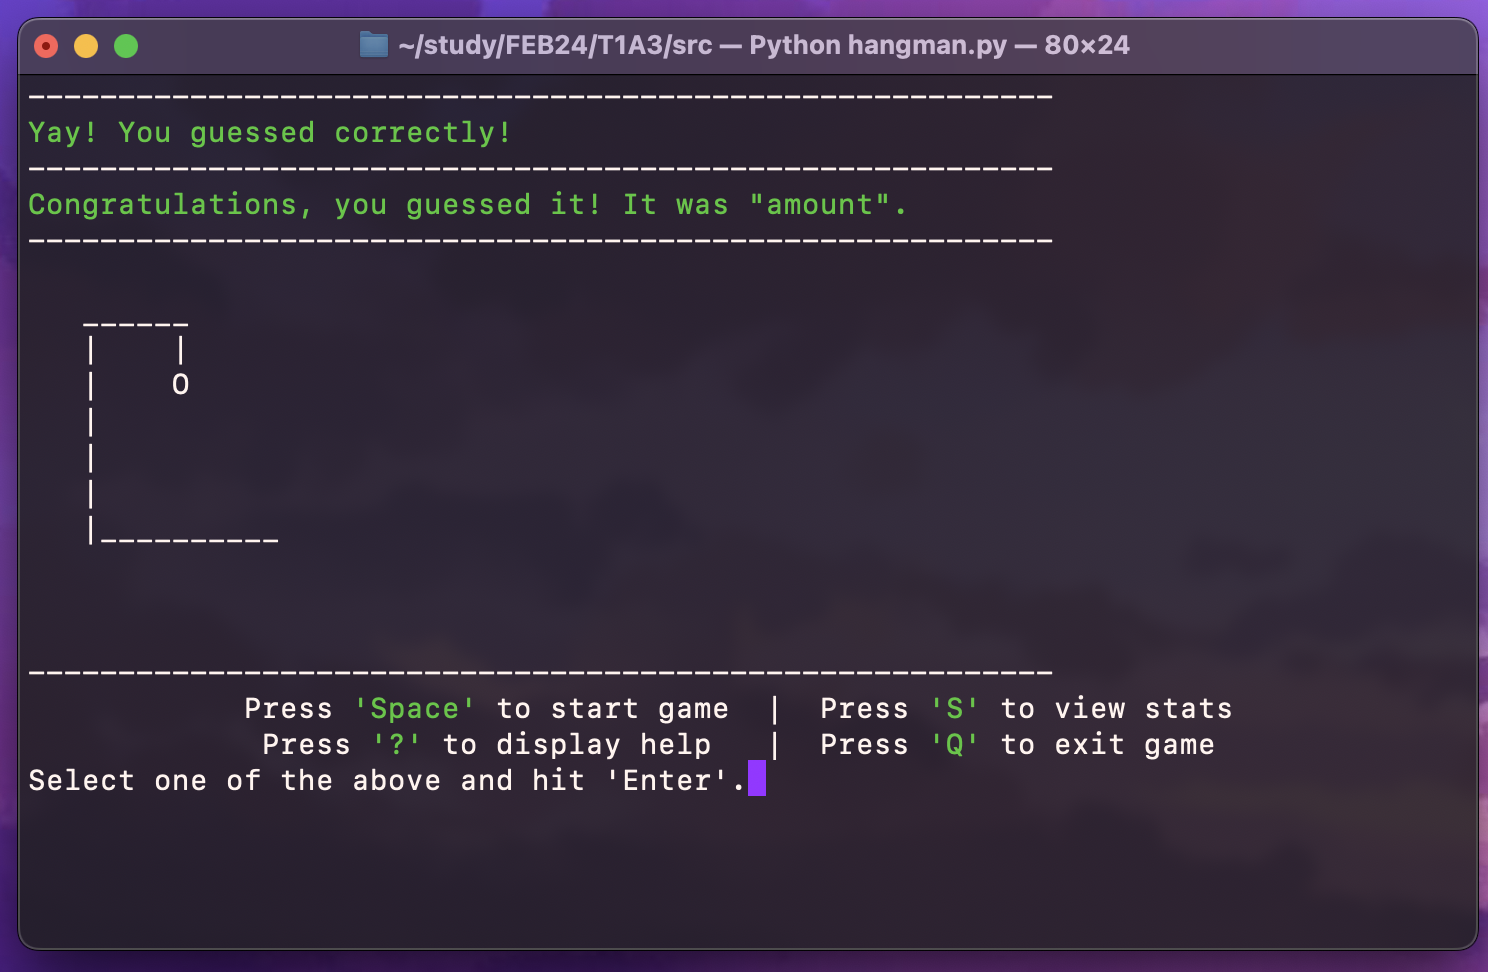 ~/study/FEB24/T1A3/src — Python hangman.py — 80×24
---------------------------------------------------------
Yay! You guessed correctly!
---------------------------------------------------------
Congratulations, you guessed it! It was "amount".
---------------------------------------------------------
   ______
   |    |
   |    O
   |
   |
   |
   |__________
---------------------------------------------------------
Press 'Space' to start game | Press 'S' to view stats
Press '?' to display help | Press 'Q' to exit game
Select one of the above and hit 'Enter'.